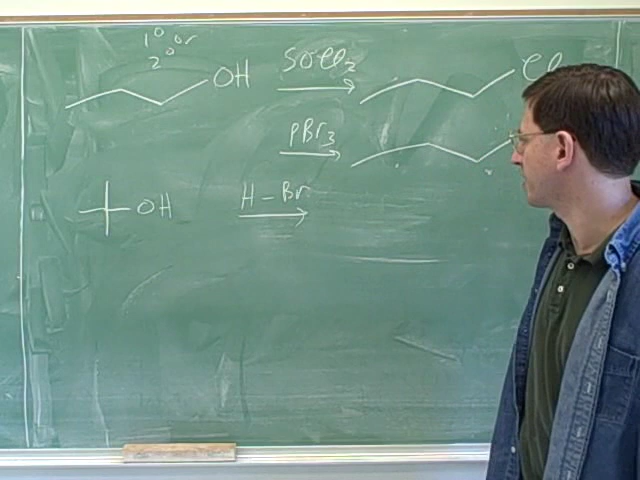 1° or
2°
OH SOCl2 Cl
PBr3
OH H-Br